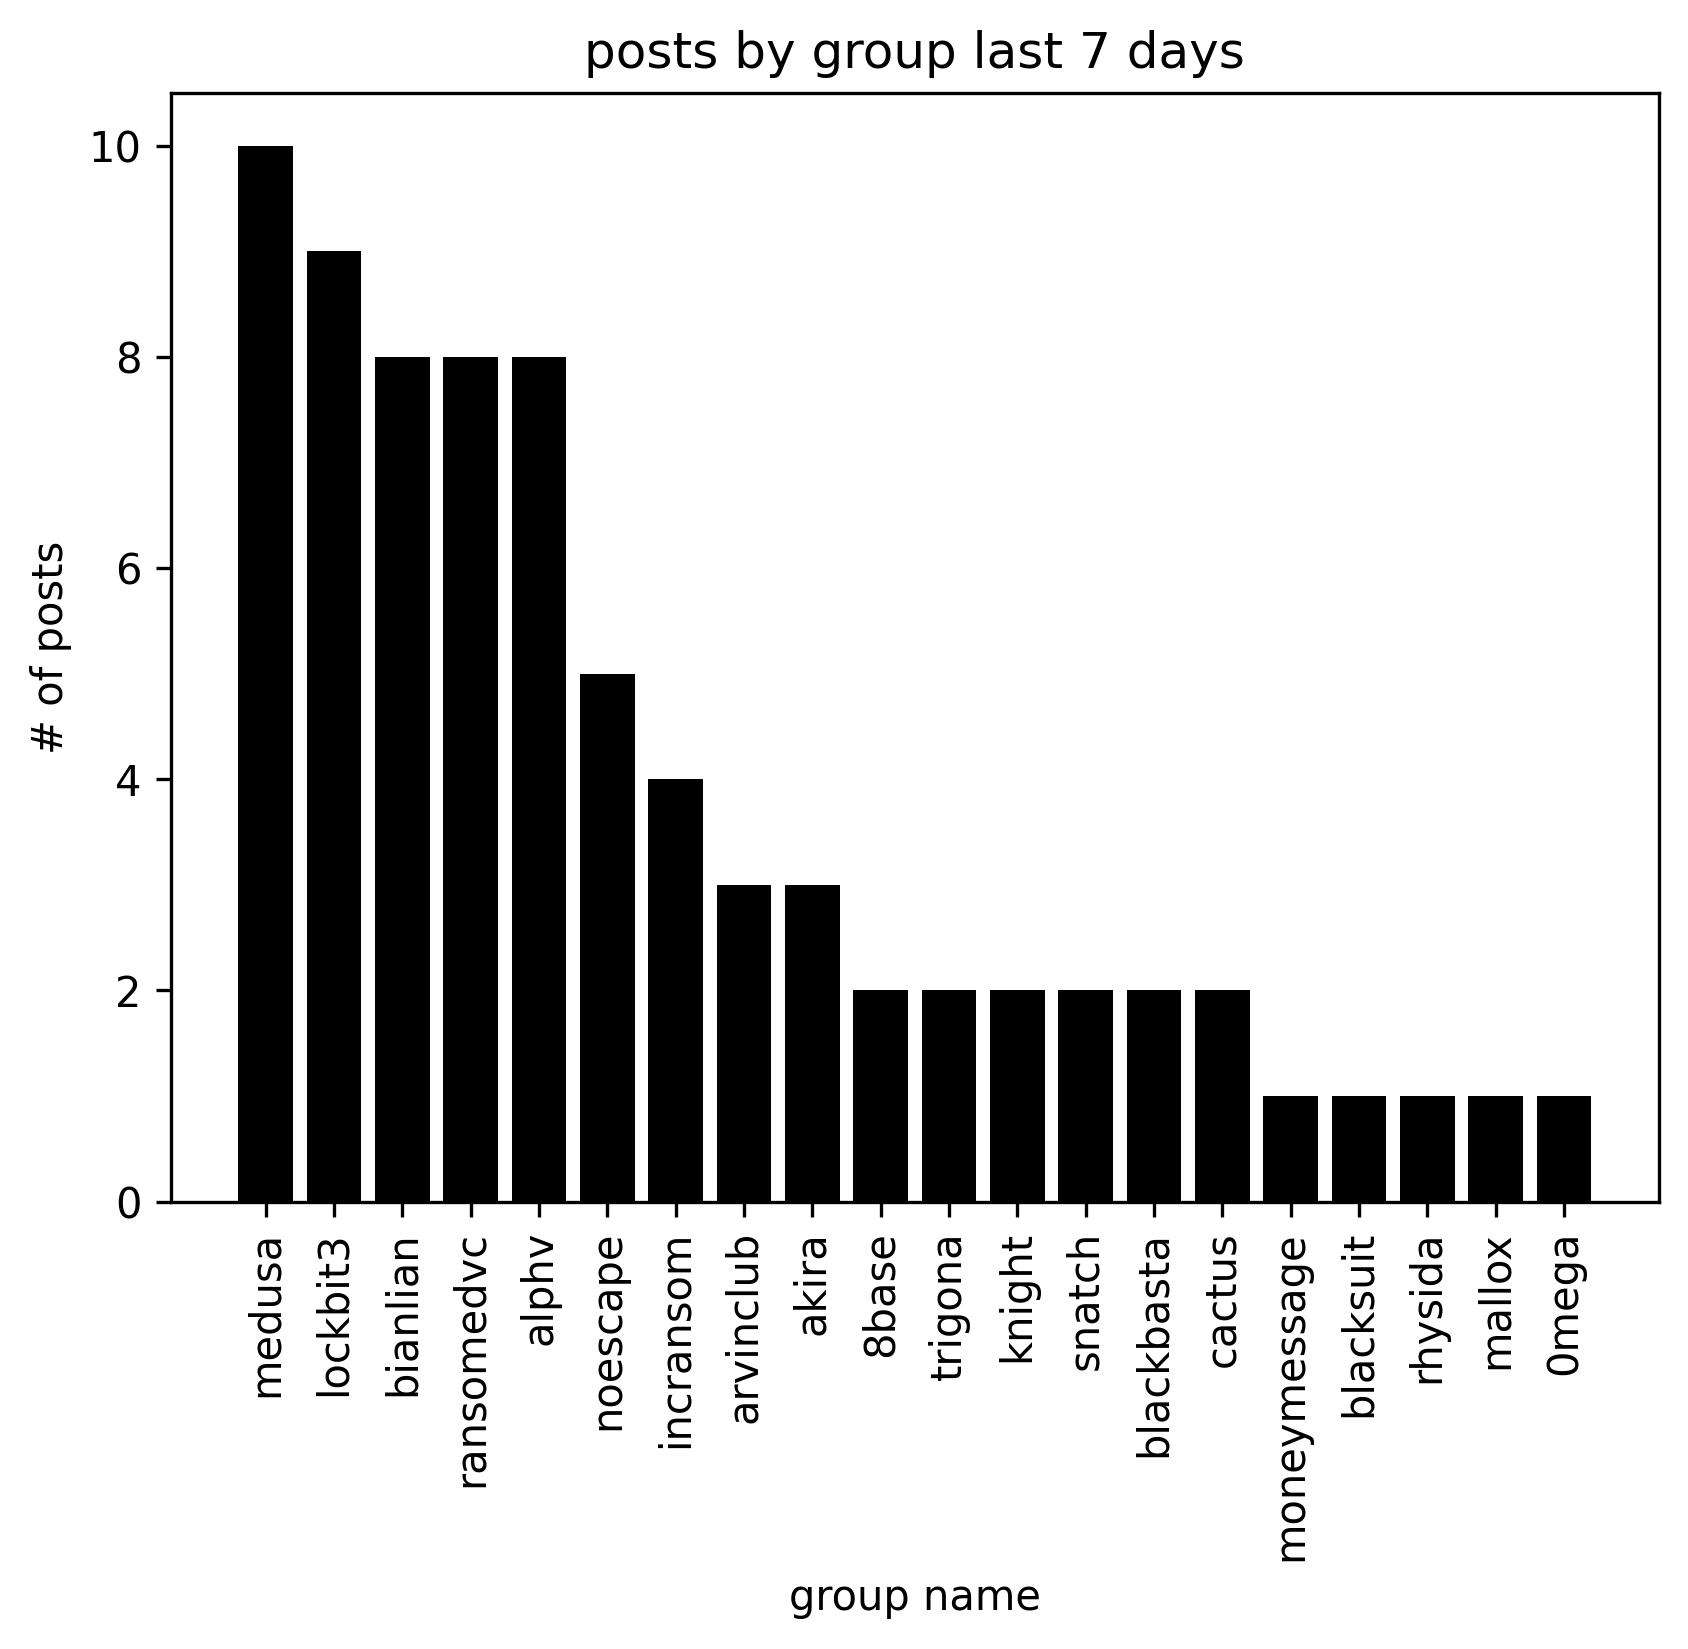 posts by group last 7 days
10
8
6
4
2
0
# of posts
medusa
lockbit3
bianlian
ransomedvc
alphv
noescape
incransom
arvinclub
akira
8base
trigona
knight
snatch
blackbasta
cactus
moneymessage
blacksuit
rhysida
mallox
0mega
group name